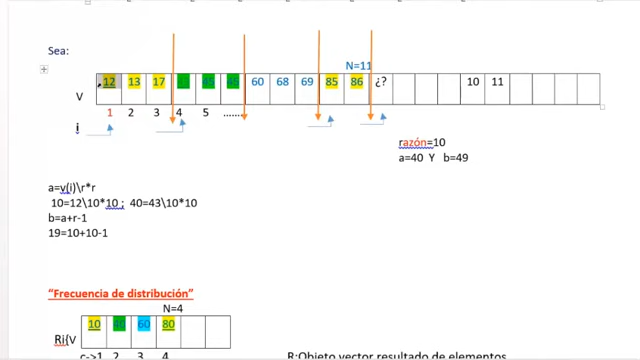 Sea:
N=11
12 13 17 60 68 69 85 86 ¿? 10 11
V
1 2 3 4 5 .......
i
razón=10
a=40 Y b=49
a=v(i)\r*r
10=12\10*10 ; 40=43\10*10
b=a+r-1
19=10+10-1
“Frecuencia de distribución”
N=4
10 60 80
Ri{V
c->1 2 3 4
R:Objeto vector resultado de elementos